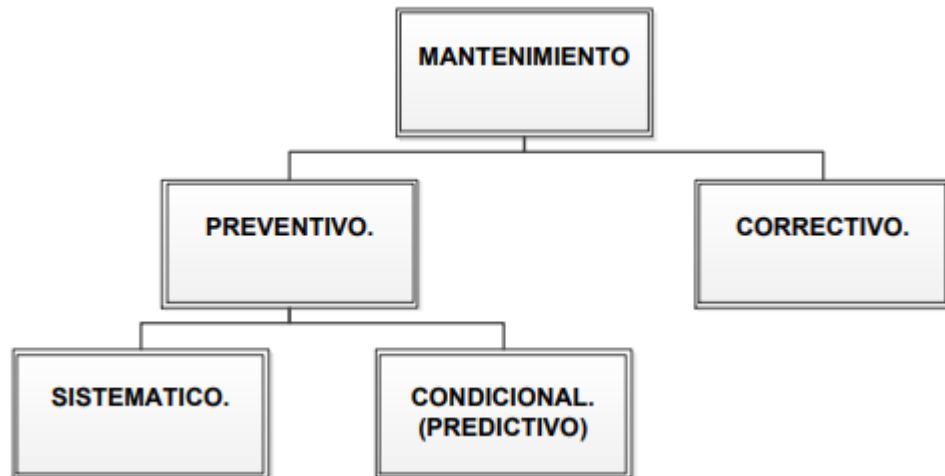 MANTENIMIENTO
PREVENTIVO.
CORRECTIVO.
SISTEMATICO.
CONDICIONAL.
(PREDICTIVO)